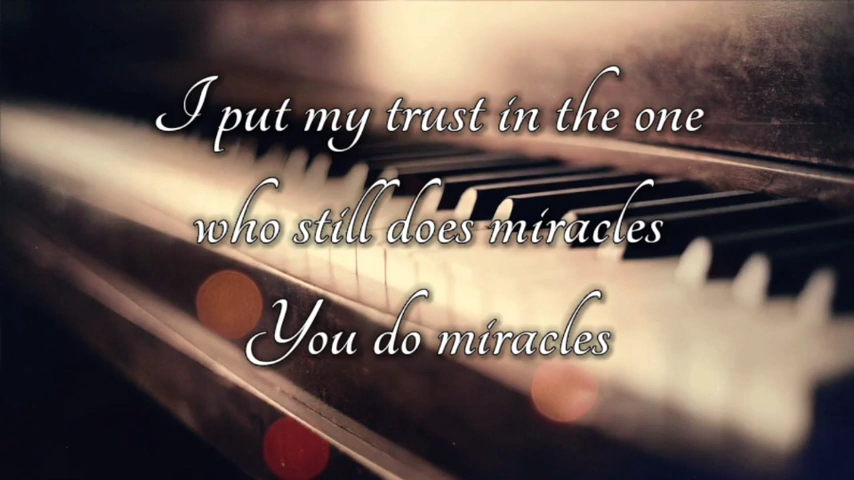 I put my trust in the one
who still does miracles
You do miracles